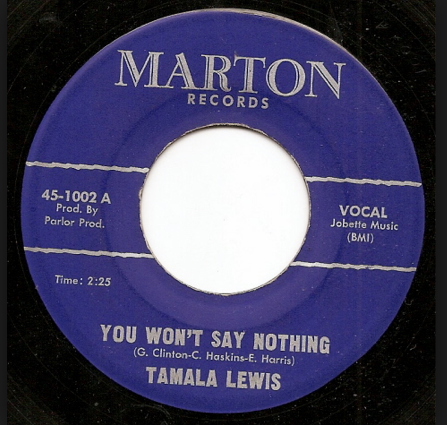 MARTON
RECORDS
45-1002 A
Prod. By
Parlor Prod.
VOCAL
Jobette Music
(BMI)
Time: 2:25
YOU WON'T SAY NOTHING
(G. Clinton-C. Haskins-E. Harris)
TAMALA LEWIS